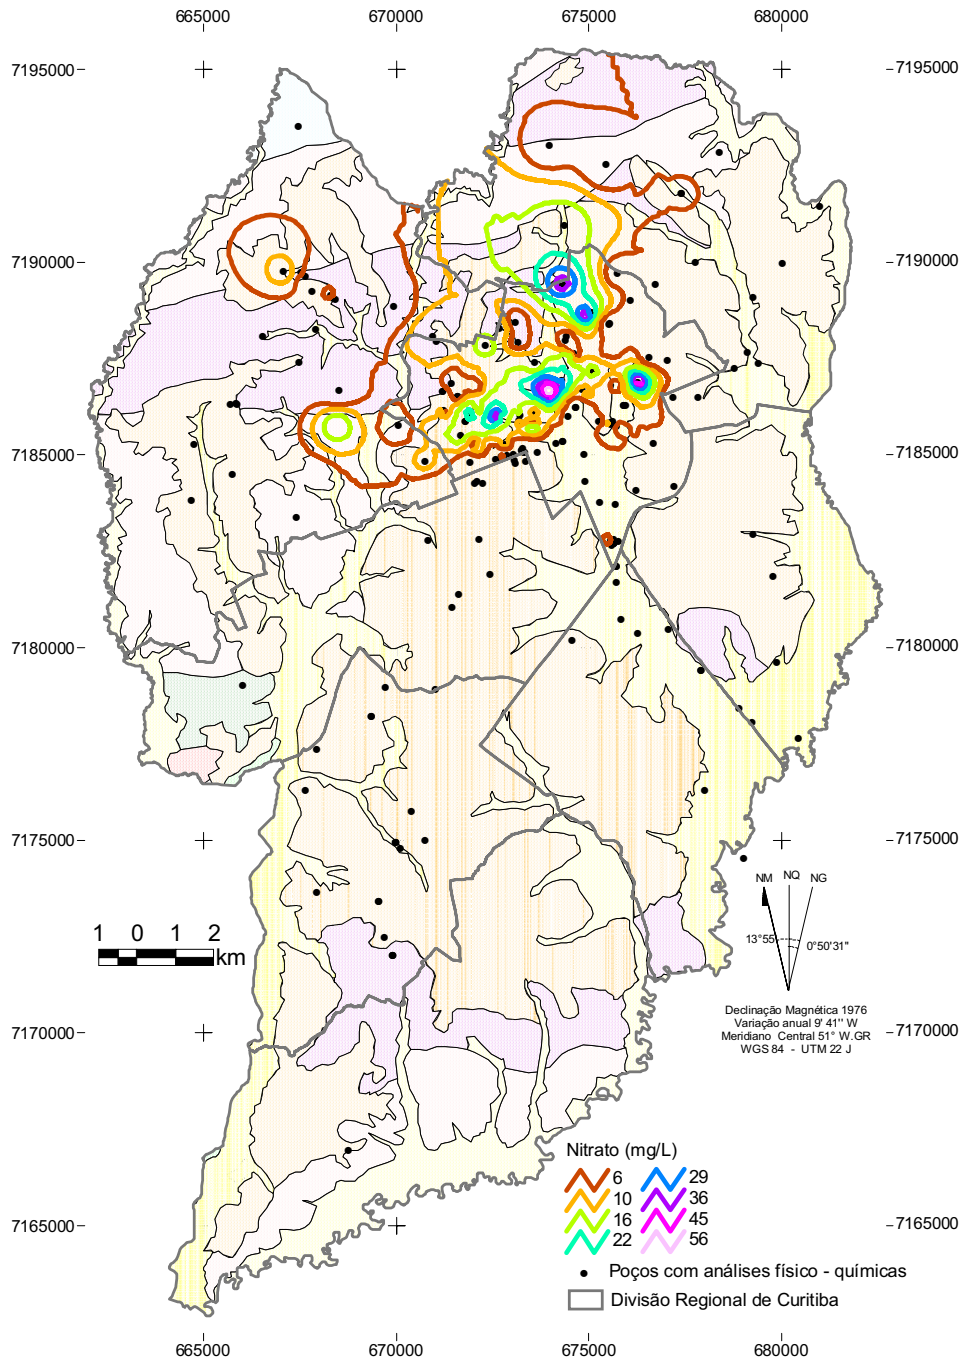 665000 670000 675000 680000
7195000 7195000
7190000 7190000
7185000 7185000
7180000 7180000
7175000 7175000
NM NQ NG
13°55' 0°50'31"
1 0 1 2
km
Declinação Magnética 1976
Variação anual 9' 41'' W
Meridiano Central 51° W.GR
WGS 84 - UTM 22 J
7170000 7170000
Nitrato (mg/L)
6 29
10 36
16 45
22 56
7165000 7165000
Poços com análises físico - químicas
Divisão Regional de Curitiba
665000 670000 675000 680000